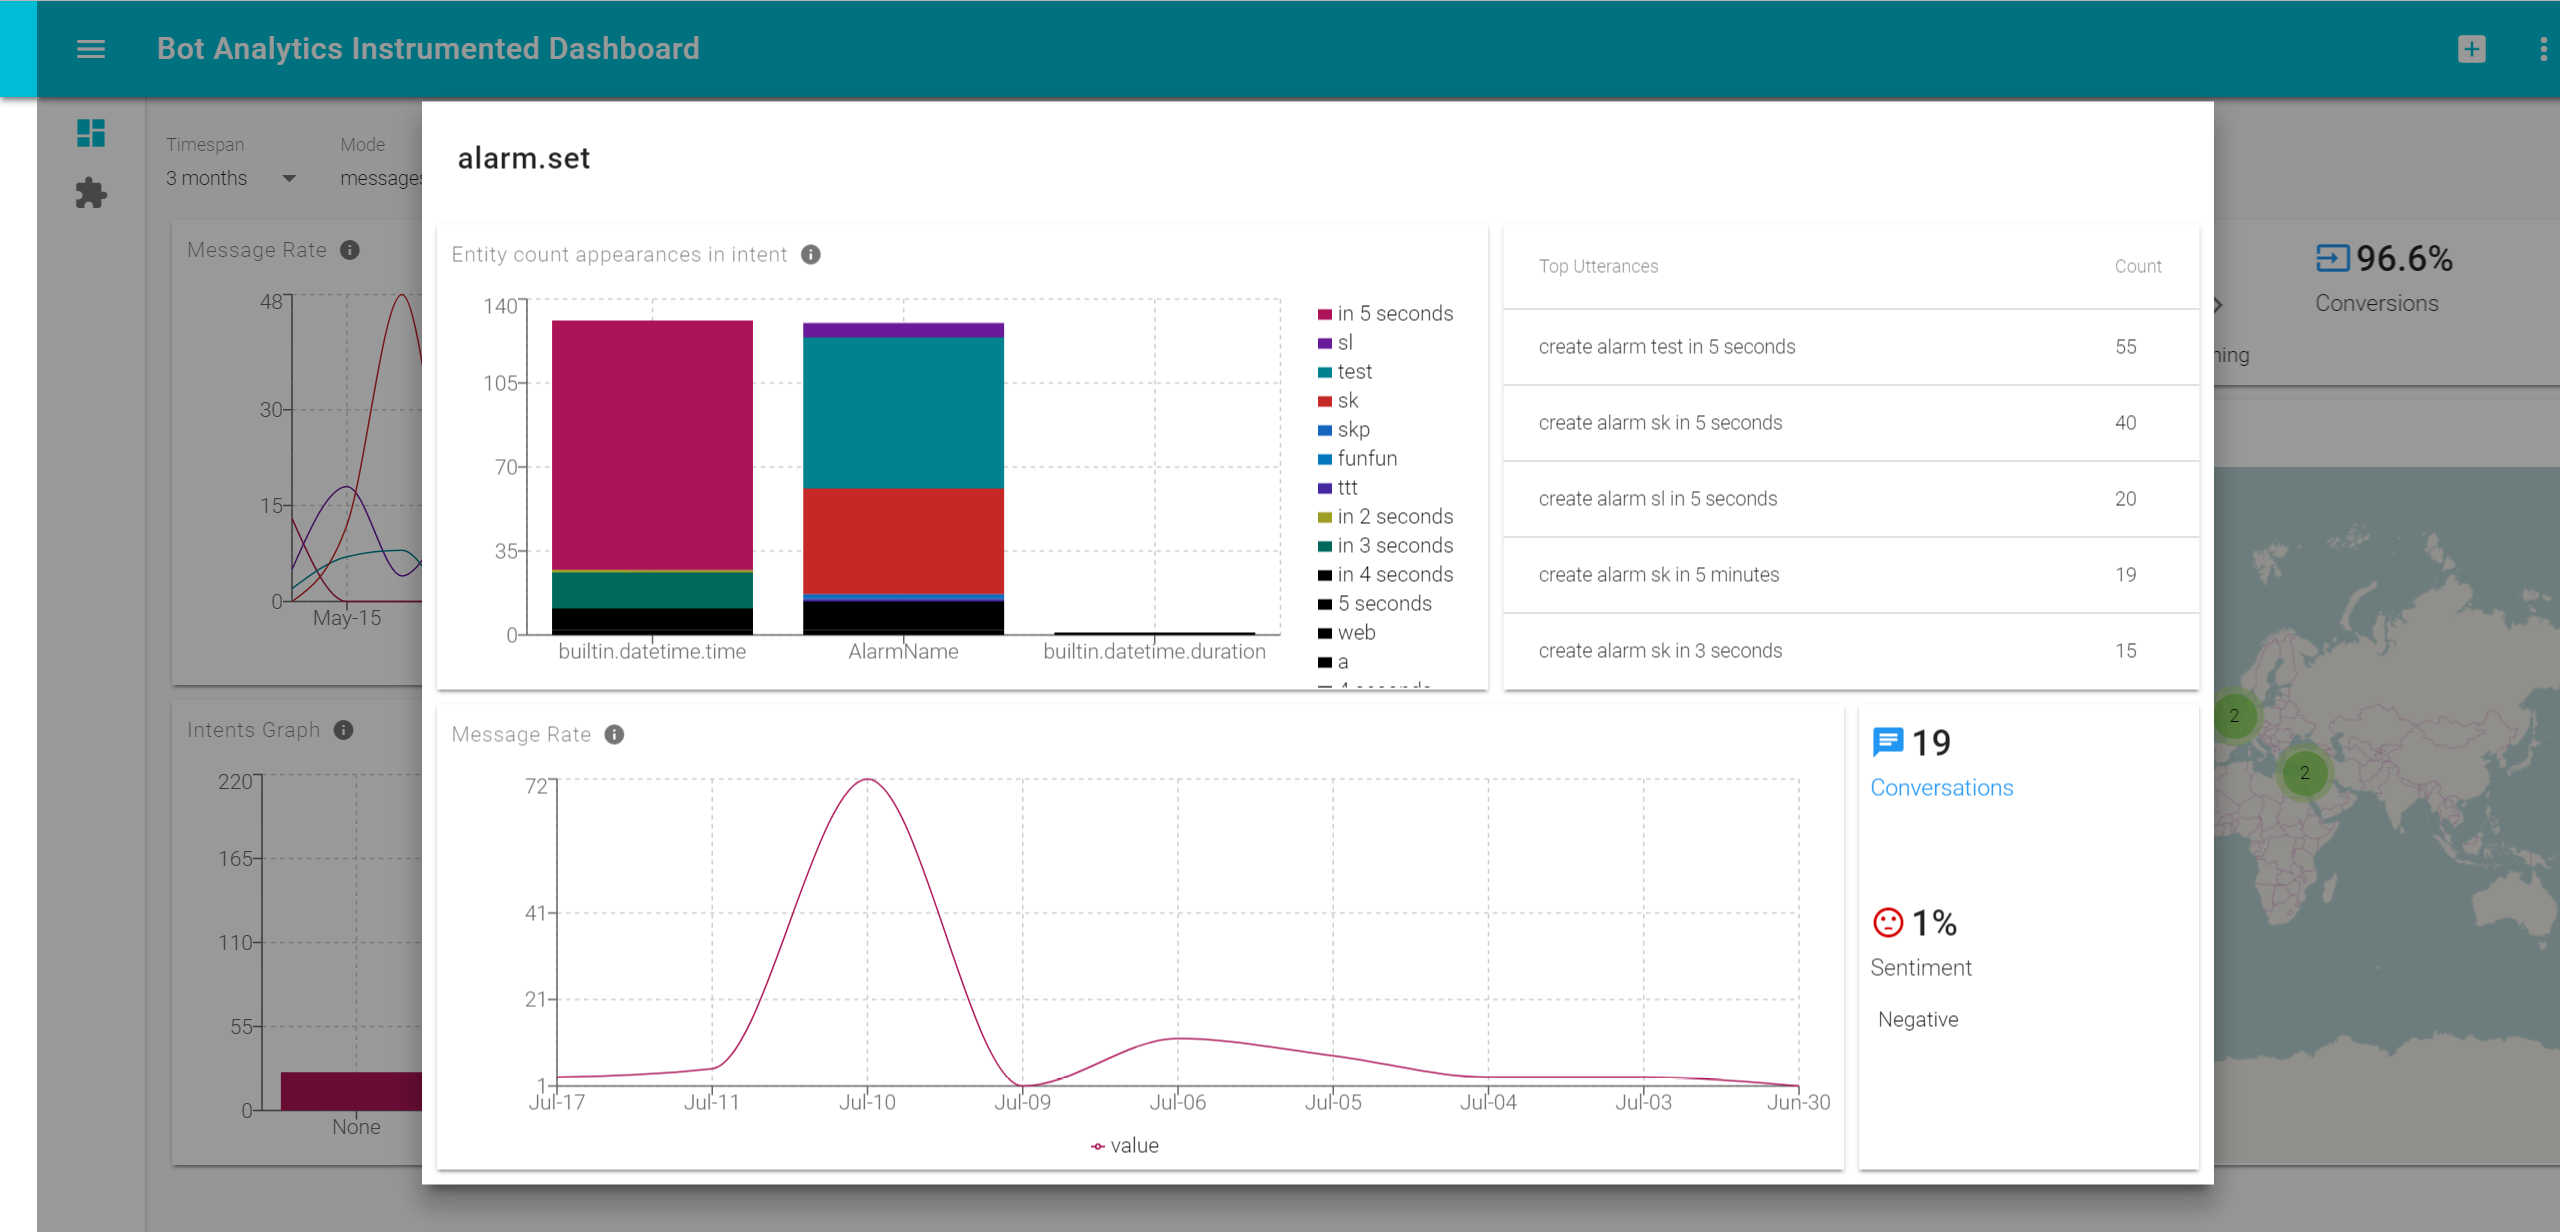 Bot Analytics Instrumented Dashboard
Timespan
3 months
Mode
messages
Message Rate
48
30
15
0
May-15
Intents Graph
220
165
110
55
0
None
alarm.set
Entity count appearances in intent
140
105
70
35
0
builtin.datetime.time
AlarmName
builtin.datetime.duration
in 5 seconds
sl
test
sk
skp
funfun
ttt
in 2 seconds
in 3 seconds
in 4 seconds
5 seconds
web
a
Top Utterances Count
create alarm test in 5 seconds 55
create alarm sk in 5 seconds 40
create alarm sl in 5 seconds 20
create alarm sk in 5 minutes 19
create alarm sk in 3 seconds 15
Message Rate
72
41
21
1
Jul-17 Jul-11 Jul-10 Jul-09 Jul-06 Jul-05 Jul-04 Jul-03 Jun-30
value
19
Conversations
1%
Sentiment
Negative
96.6%
Conversions
2
2